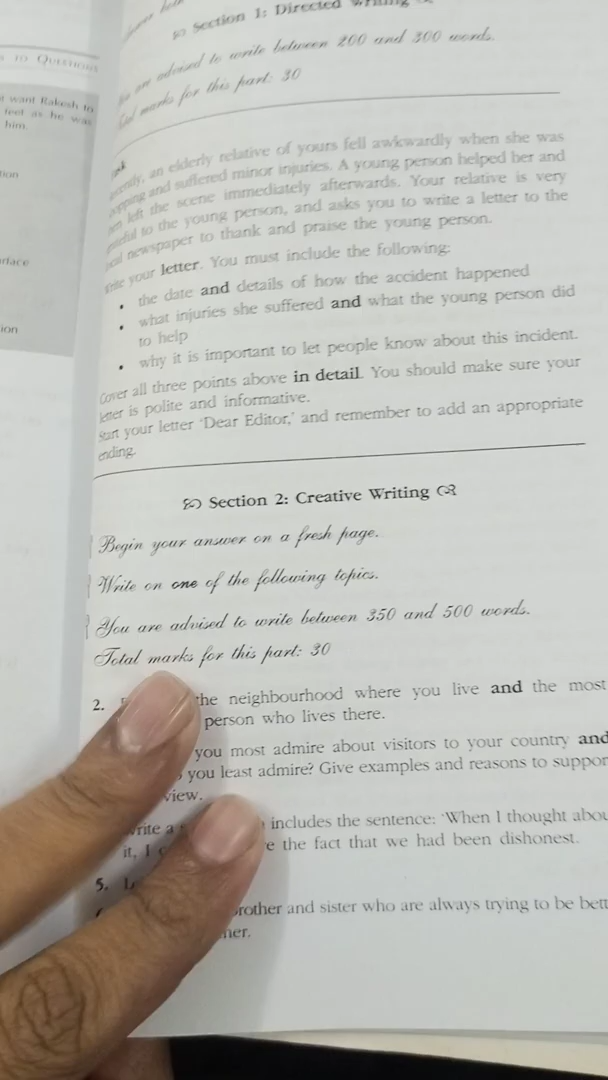 Section 1: Directed Writing
advised to write between 200 and 300 words.
marks for this part: 30
to Questions
want Rakesh to
feel as he was
him.
an elderly relative of yours fell awkwardly when she was
and suffered minor injuries. A young person helped her and
left the scene immediately afterwards. Your relative is very
to the young person, and asks you to write a letter to the
newspaper to thank and praise the young person.
your letter. You must include the following:
• the date and details of how the accident happened
• what injuries she suffered and what the young person did
to help
• why it is important to let people know about this incident.
Cover all three points above in detail. You should make sure your
letter is polite and informative.
Start your letter ‘Dear Editor,’ and remember to add an appropriate
ending.
Section 2: Creative Writing
Begin your answer on a fresh page.
Write on one of the following topics.
You are advised to write between 350 and 500 words.
Total marks for this part: 30
2. the neighbourhood where you live and the most
person who lives there.
you most admire about visitors to your country and
you least admire? Give examples and reasons to
view.
write a includes the sentence: ‘When I thought
it, I the fact that we had been dishonest.
5.
brother and sister who are always trying to be